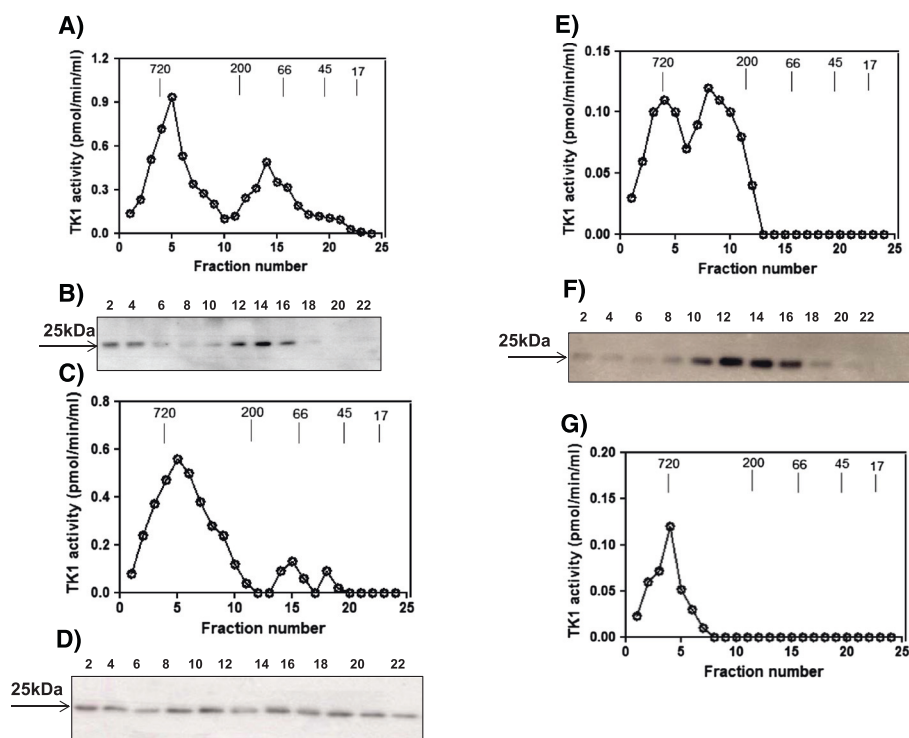 A)
TK1 activity (pmol/min/ml)
1.2
0.9
0.6
0.3
0.0
720 200 66 45 17
0 5 10 15 20 25
Fraction number
B)
2 4 6 8 10 12 14 16 18 20 22
25kDa
C)
TK1 activity (pmol/min/ml)
0.8
0.6
0.4
0.2
0.0
720 200 66 45 17
0 5 10 15 20 25
Fraction number
D)
2 4 6 8 10 12 14 16 18 20 22
25kDa
E)
TK1 activity (pmol/min/ml)
0.15
0.10
0.05
0.00
720 200 66 45 17
0 5 10 15 20 25
Fraction number
F)
2 4 6 8 10 12 14 16 18 20 22
25kDa
G)
TK1 activity (pmol/min/ml)
0.20
0.15
0.10
0.05
0.00
720 200 66 45 17
0 5 10 15 20 25
Fraction number